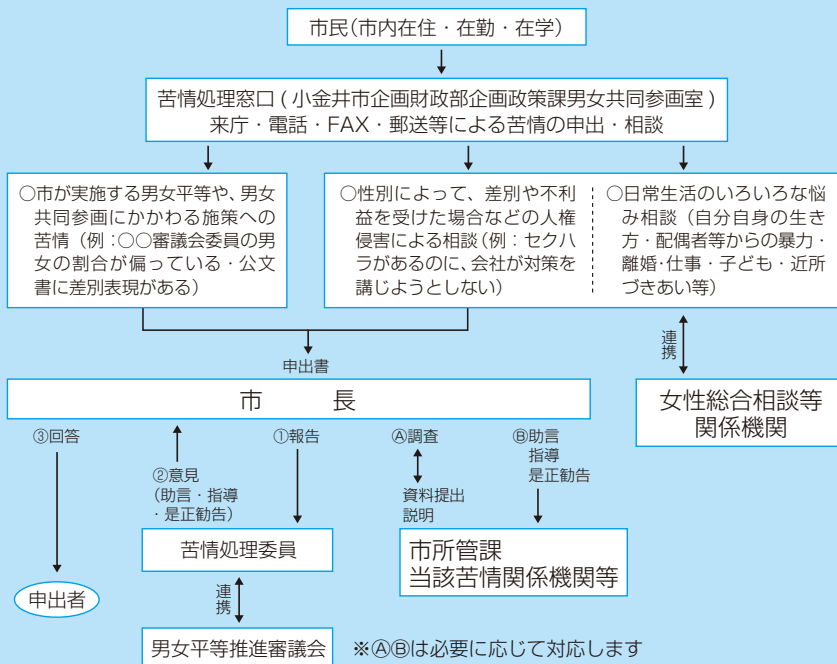 市民(市内在住・在勤・在学)
苦情処理窓口(小金井市企画財政部企画政策課男女共同参画室)
来庁・電話・FAX・郵送等による苦情の申出・相談
○市が実施する男女平等や、男女
共同参画にかかわる施策への
苦情(例:○○審議会委員の男
女の割合が偏っている・公文
書に差別表現がある)
○性別によって、差別や不利
益を受けた場合などの人権
侵害による相談(例:セクハ
ラがあるのに、会社が対策を
講じようとしない)
○日常生活のいろいろな悩
み相談(自分自身の生き
方・配偶者等からの暴力・
離婚・仕事・子ども・近所
づきあい等)
申出書
連携
市長
女性総合相談等
関係機関
③回答
②意見
(助言・指導
・是正勧告)
①報告
Ⓐ調査
資料提出
説明
Ⓑ助言
指導
是正勧告
苦情処理委員
市所管課
当該苦情関係機関等
申出者
連携
男女平等推進審議会
※ⒶⒷは必要に応じて対応します